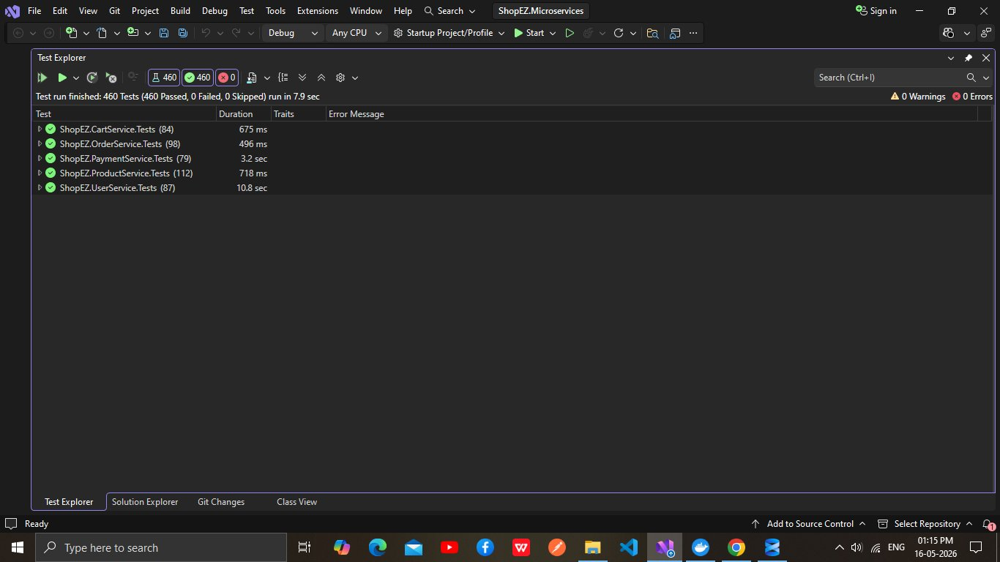 File Edit View Git Project Build Debug Test Tools Extensions Window Help Search ShopEZ.Microservices Sign in
Debug Any CPU Startup Project/Profile Start
Test Explorer
460 460 0 Search (Ctrl+I)
Test run finished: 460 Tests (460 Passed, 0 Failed, 0 Skipped) run in 7.9 sec 0 Warnings 0 Errors
Test Duration Traits Error Message
ShopEZ.CartService.Tests (84) 675 ms
ShopEZ.OrderService.Tests (98) 496 ms
ShopEZ.PaymentService.Tests (79) 3.2 sec
ShopEZ.ProductService.Tests (112) 718 ms
ShopEZ.UserService.Tests (87) 10.8 sec
Test Explorer Solution Explorer Git Changes Class View
Ready Add to Source Control Select Repository 1
Type here to search W ENG 01:15 PM
16-05-2026